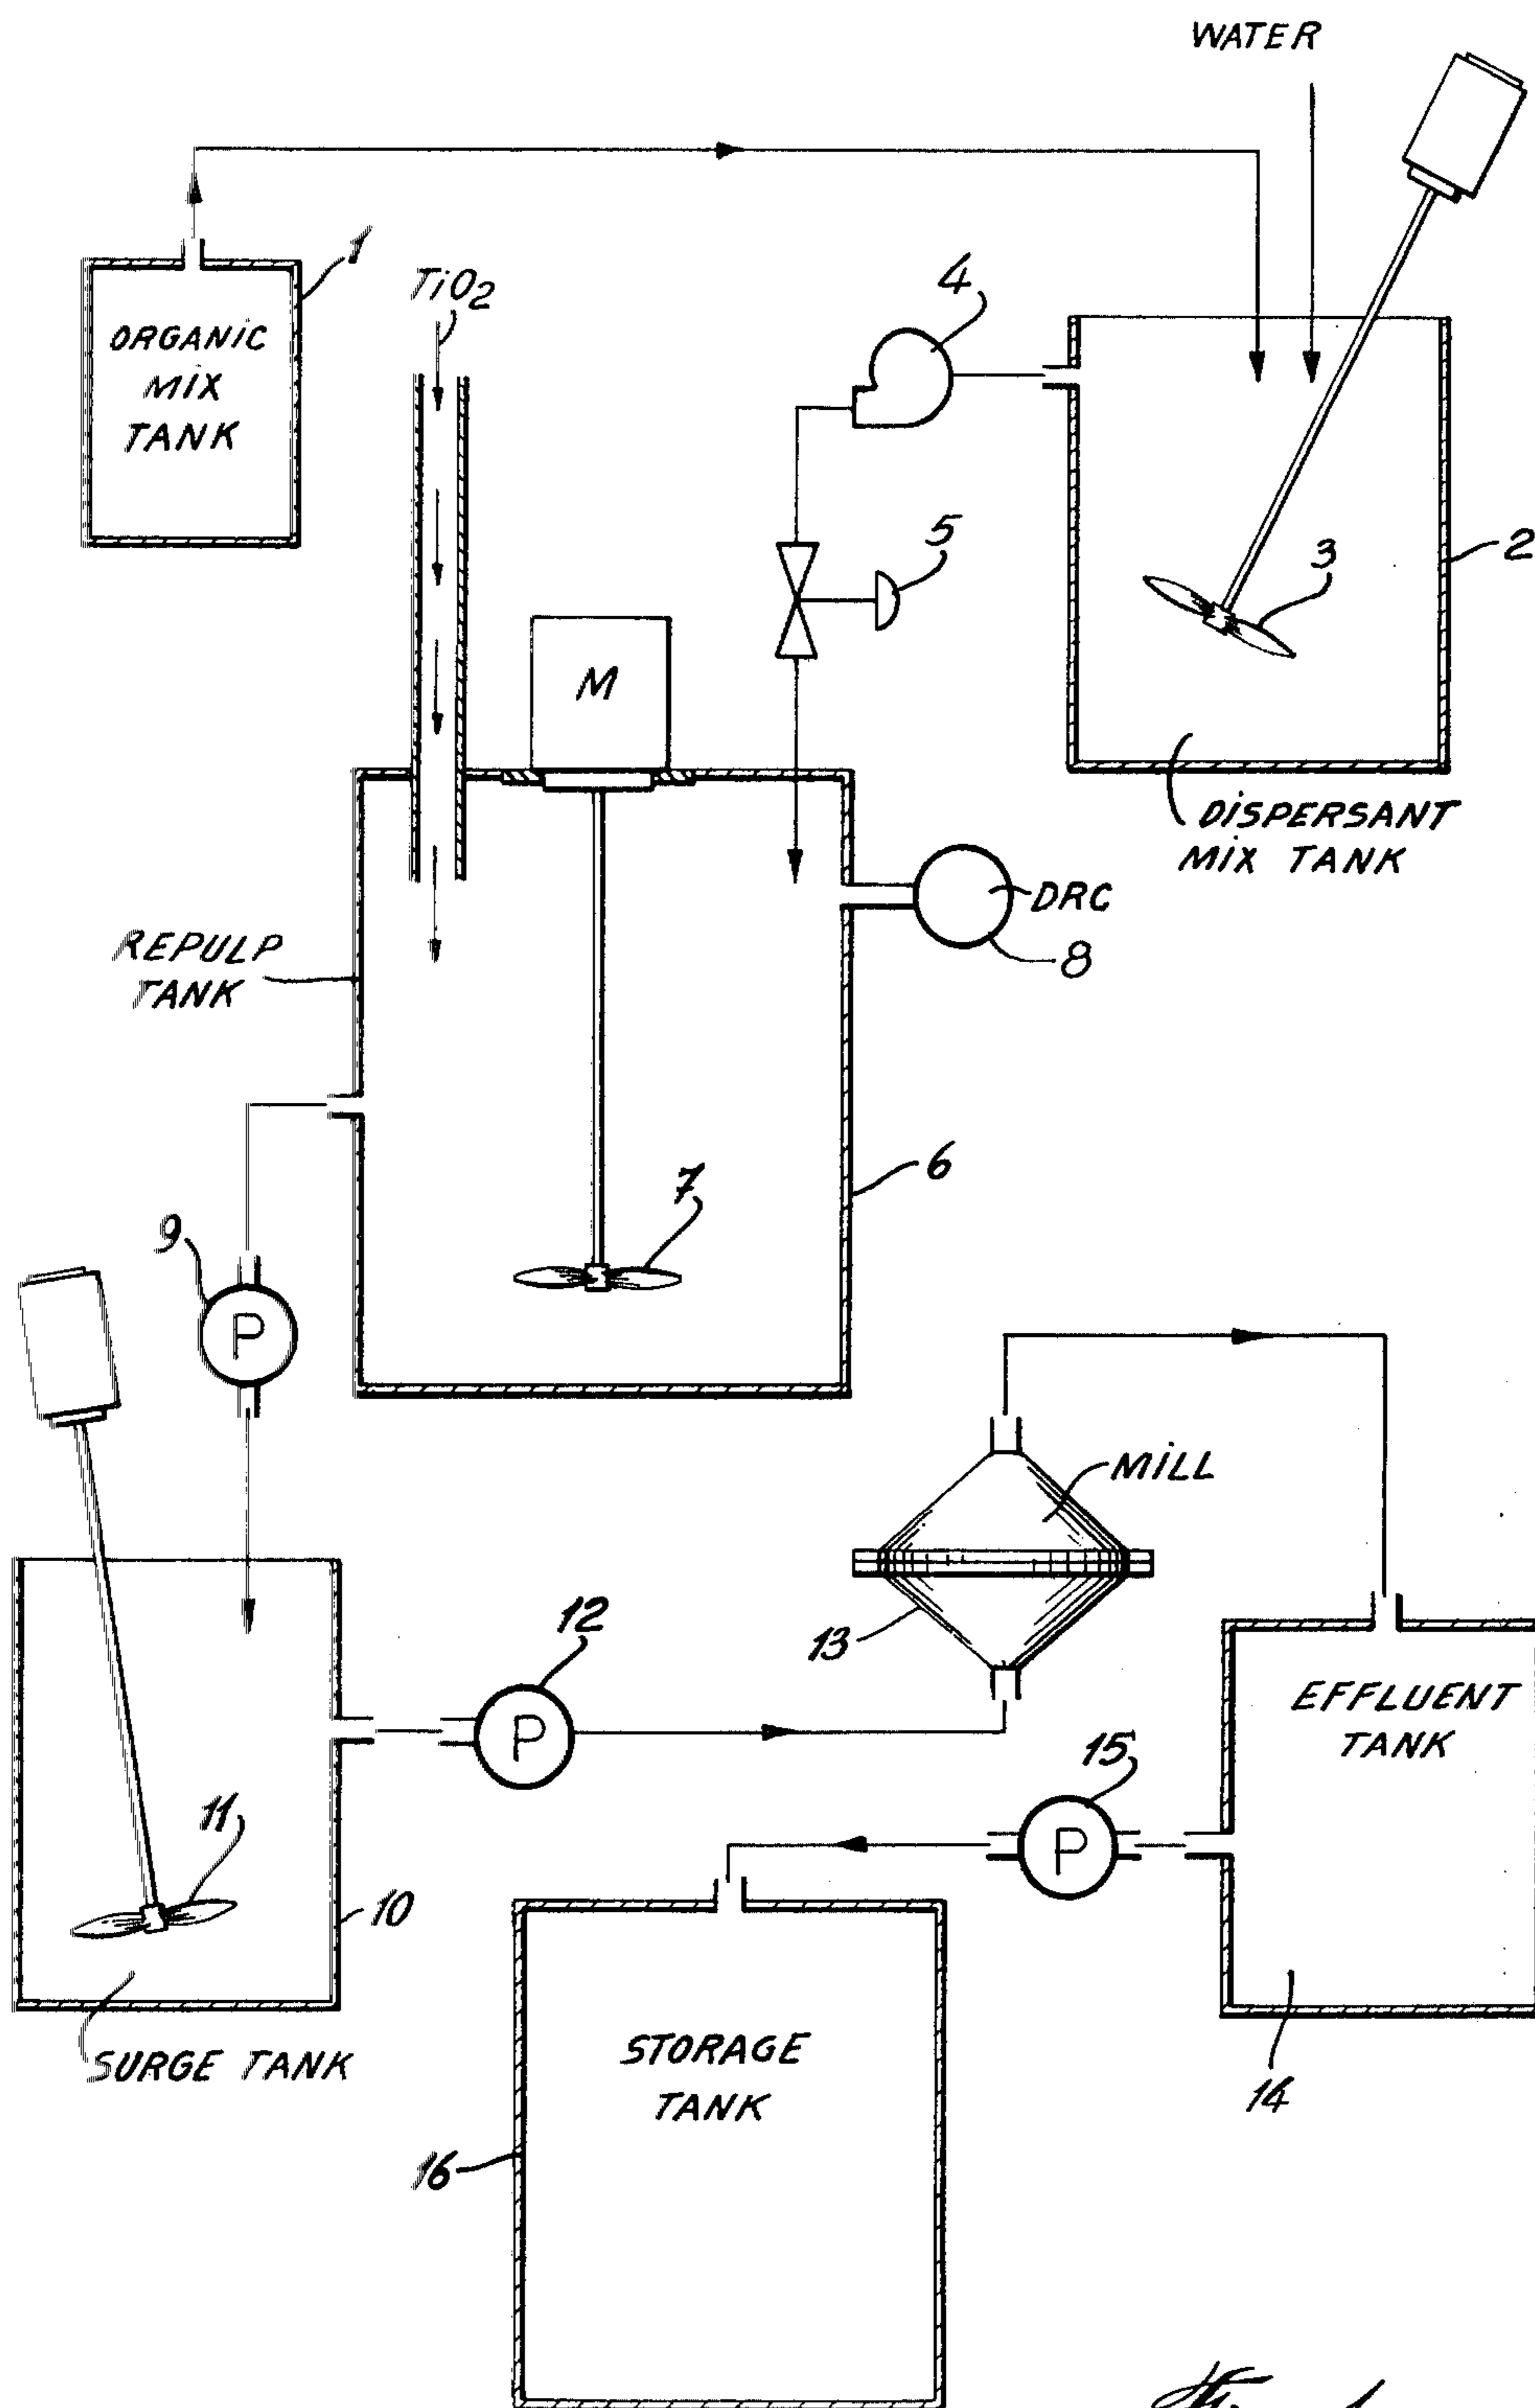 WATER
1
TiO2
ORGANIC
MIX
TANK
4
5
2
3
M
DISPERSANT
MIX TANK
DRC
8
REPULP
TANK
6
7
9
P
MILL
13
12
P
EFFLUENT
TANK
15
P
11
10
SURGE TANK
STORAGE
TANK
14
16